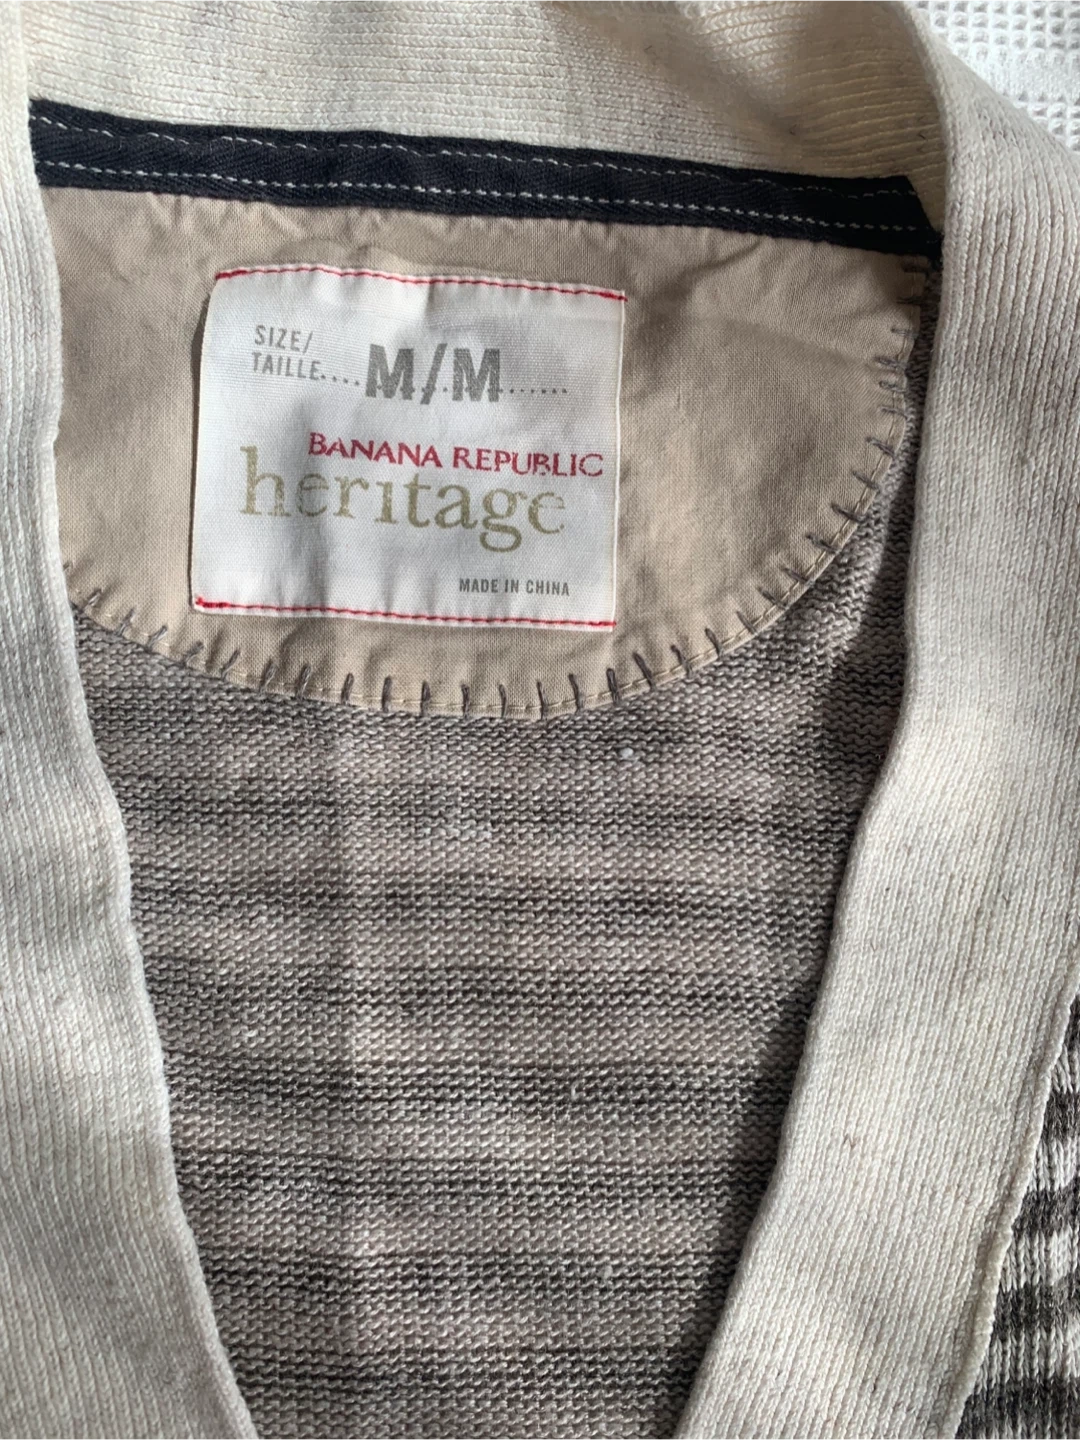 SIZE/
TAILLE....M/M.......
BANANA REPUBLIC
heritage
MADE IN CHINA